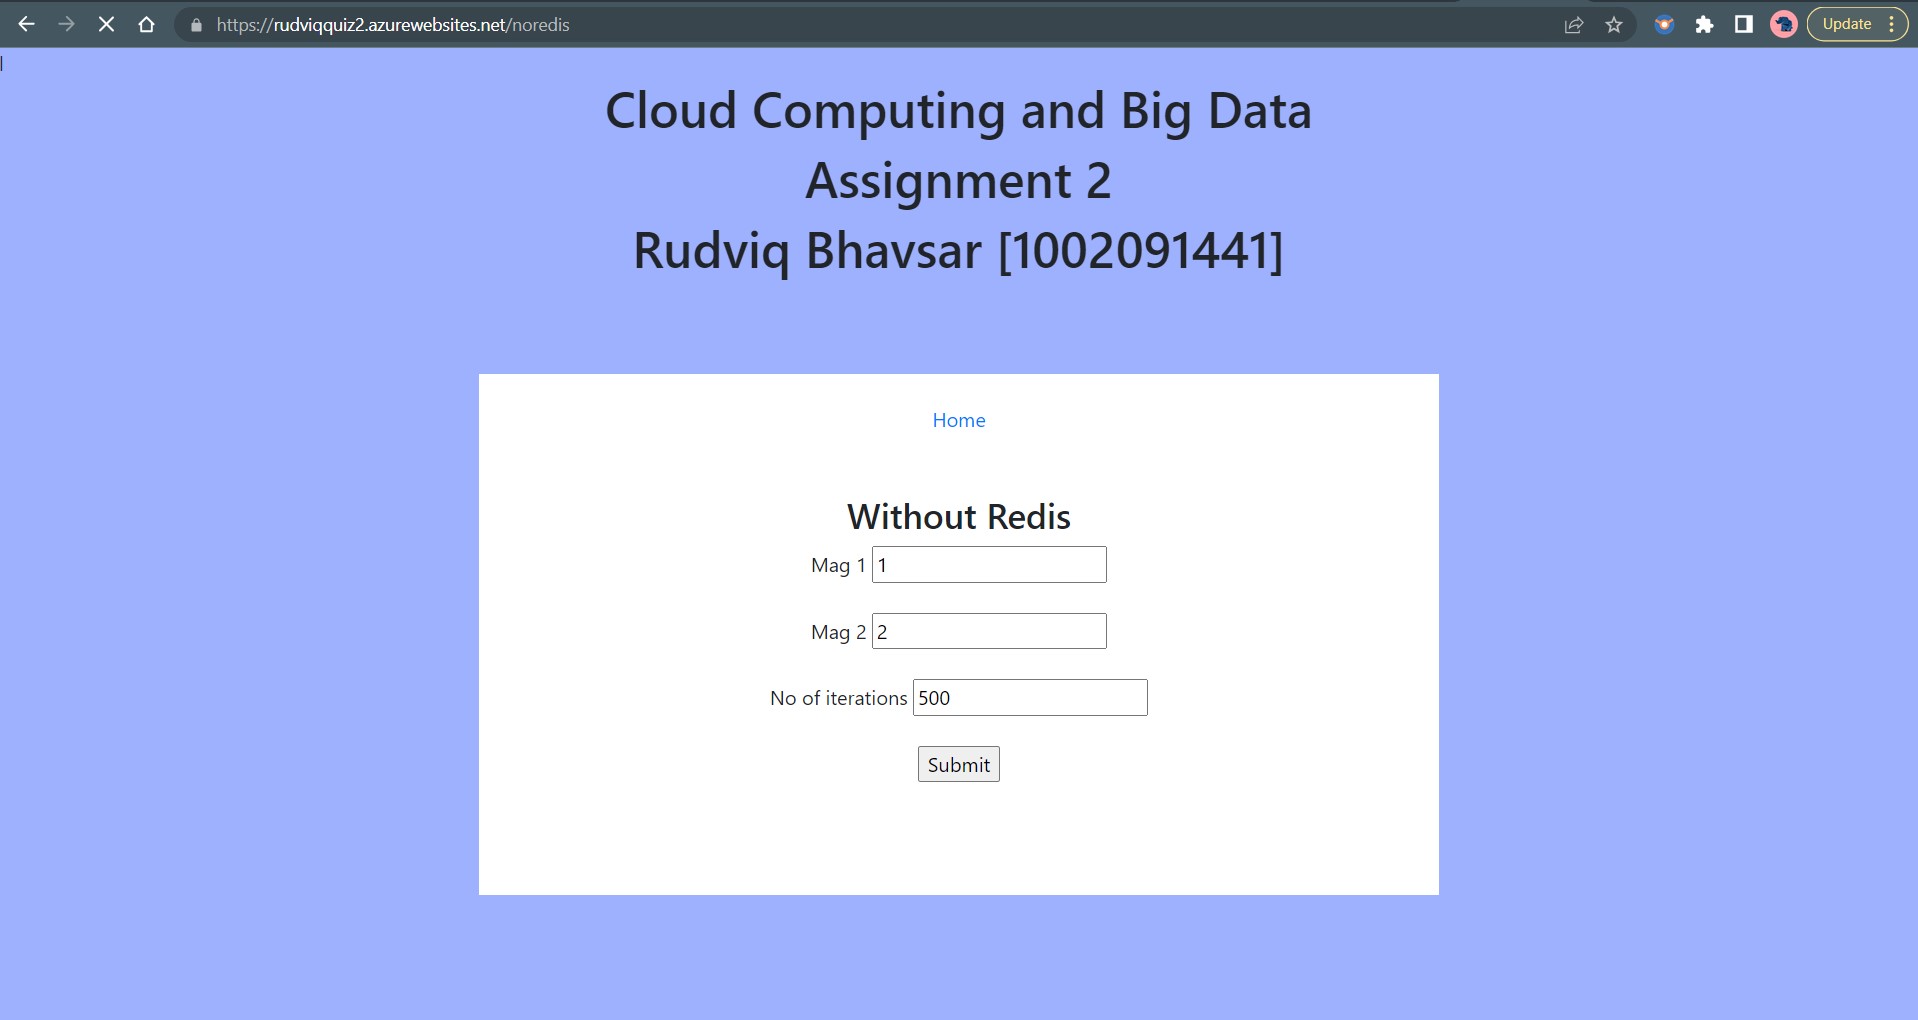 https://rudviqquiz2.azurewebsites.net/noredis
Update
Cloud Computing and Big Data
Assignment 2
Rudviq Bhavsar [1002091441]
Home
Without Redis
Mag 1 1
Mag 2 2
No of iterations 500
Submit